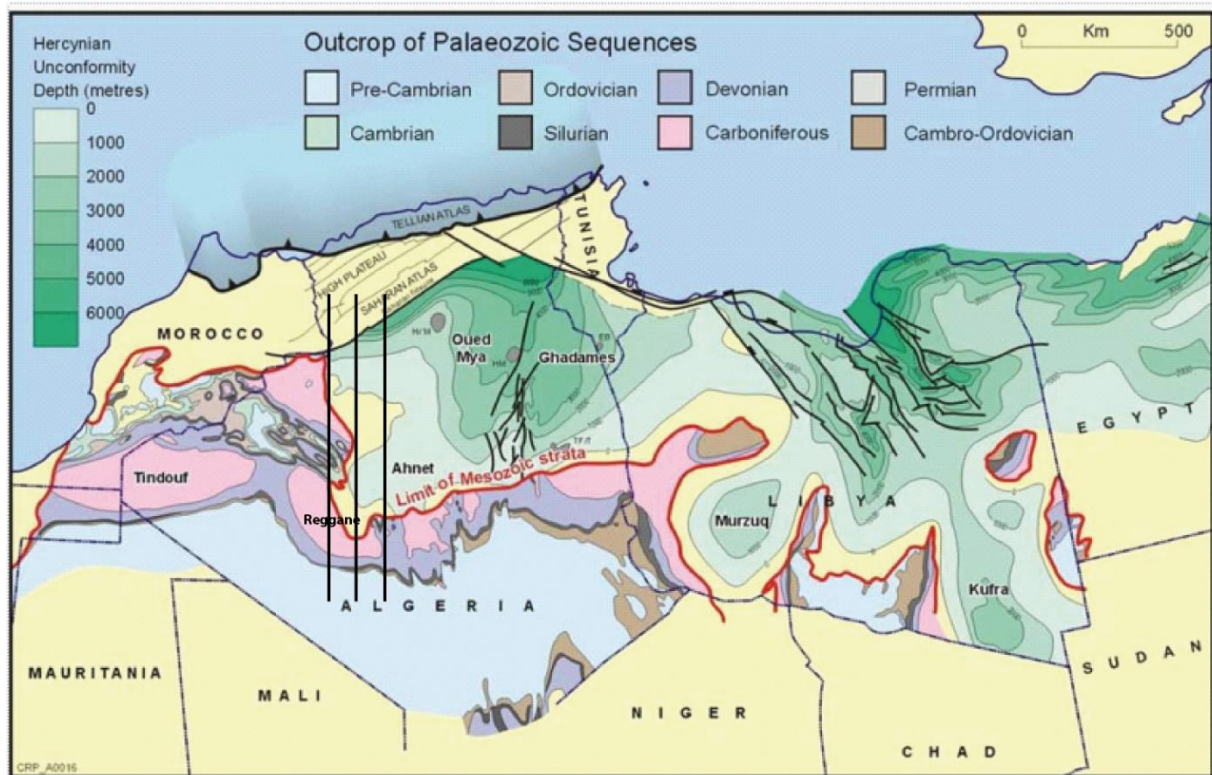 Hercynian
Unconformity
Depth (metres)
0
1000
2000
3000
4000
5000
6000
Outcrop of Palaeozoic Sequences
Pre-Cambrian
Ordovician
Devonian
Permian
Cambrian
Silurian
Carboniferous
Cambro-Ordovician
0 Km 500
TELLIAN ATLAS
HIGH PLATEAU
SAHARAN ATLAS
TUNISIA
MOROCCO
Oued
Mya
Ghadames
EGYPT
Ahnet
Limit of Mesozoic strata
Tindouf
Reggane
LIBYA
Murzuq
Kufra
ALGERIA
MAURITANIA
MALI
NIGER
CHAD
SUDAN
CRP_A0016